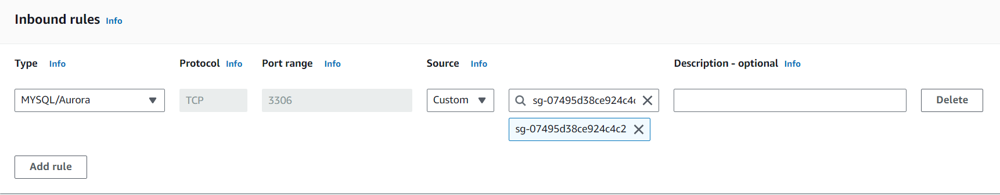 Inbound rules Info
Type Info Protocol Info Port range Info Source Info Description - optional Info
MYSQL/Aurora TCP 3306 Custom sg-07495d38ce924c4 Delete
sg-07495d38ce924c4c2
Add rule